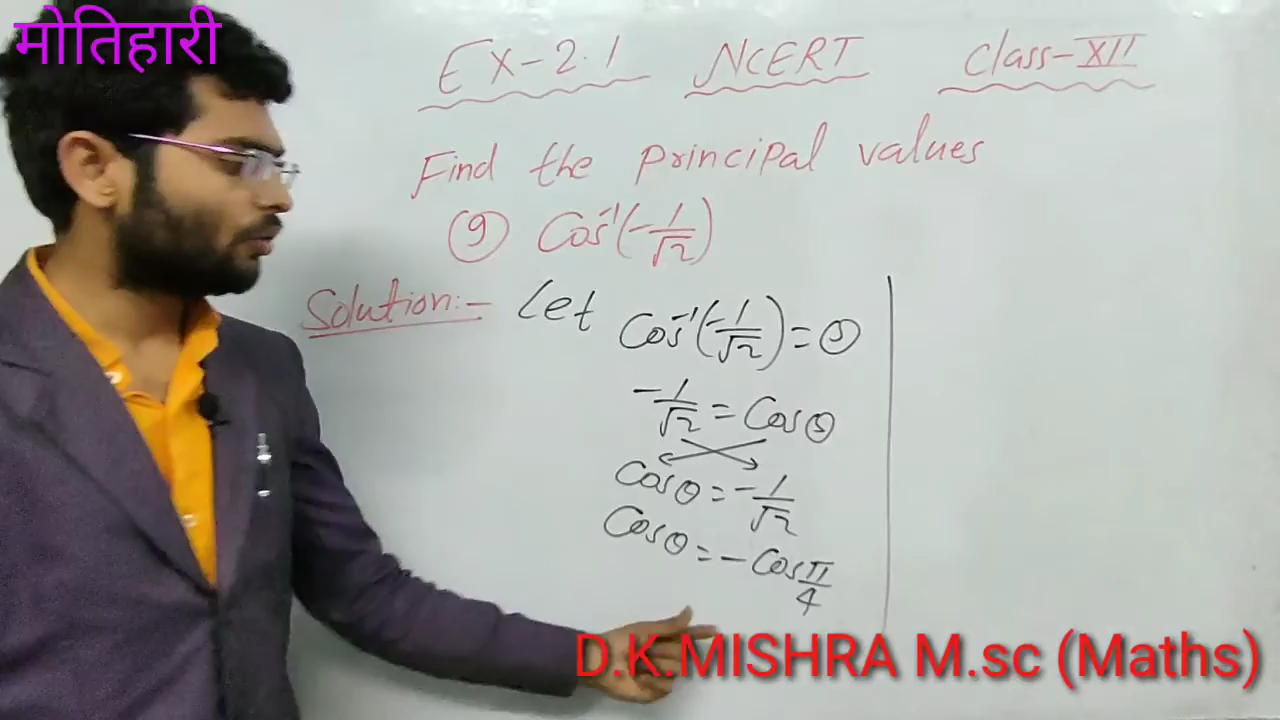 मोतिहारी
Ex-2.1 NCERT Class-XII
Find the principal values
⑨ Cos⁻¹(-1/√2)
Solution:- Let Cos⁻¹(-1/√2) = θ
-1/√2 = Cosθ
Cosθ = -1/√2
Cosθ = -Cos π/4
D.K.MISHRA M.sc (Maths)